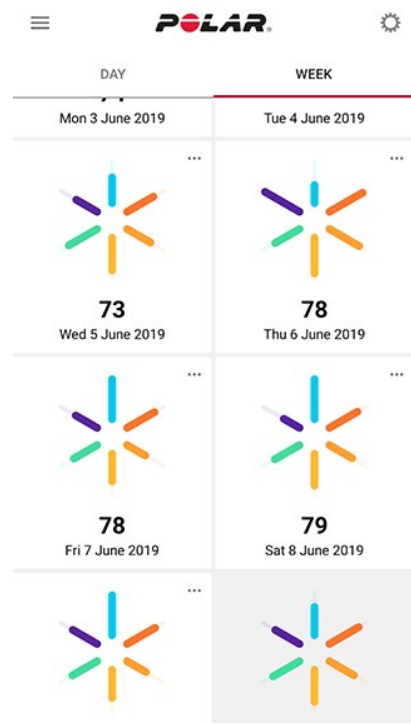 POLAR.
DAY WEEK
Mon 3 June 2019 Tue 4 June 2019
73 78
Wed 5 June 2019 Thu 6 June 2019
78 79
Fri 7 June 2019 Sat 8 June 2019